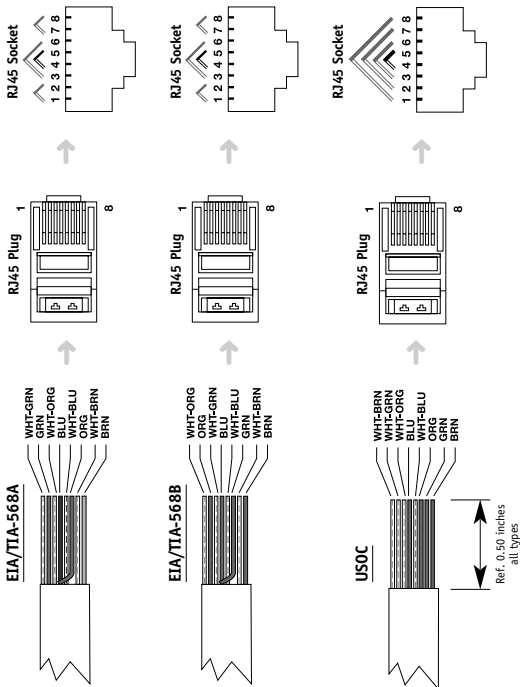 EIA/TIA-568A
WHT-GRN
GRN
WHT-ORG
BLU
WHT-BLU
ORG
WHT-BRN
BRN
RJ45 Plug
1
8
RJ45 Socket
1 2 3 4 5 6 7 8
EIA/TIA-568B
WHT-ORG
ORG
WHT-GRN
BLU
WHT-BLU
GRN
WHT-BRN
BRN
RJ45 Plug
1
8
RJ45 Socket
1 2 3 4 5 6 7 8
USOC
WHT-BRN
WHT-GRN
WHT-ORG
BLU
WHT-BLU
ORG
GRN
BRN
Ref. 0.50 inches
all types
RJ45 Plug
1
8
RJ45 Socket
1 2 3 4 5 6 7 8